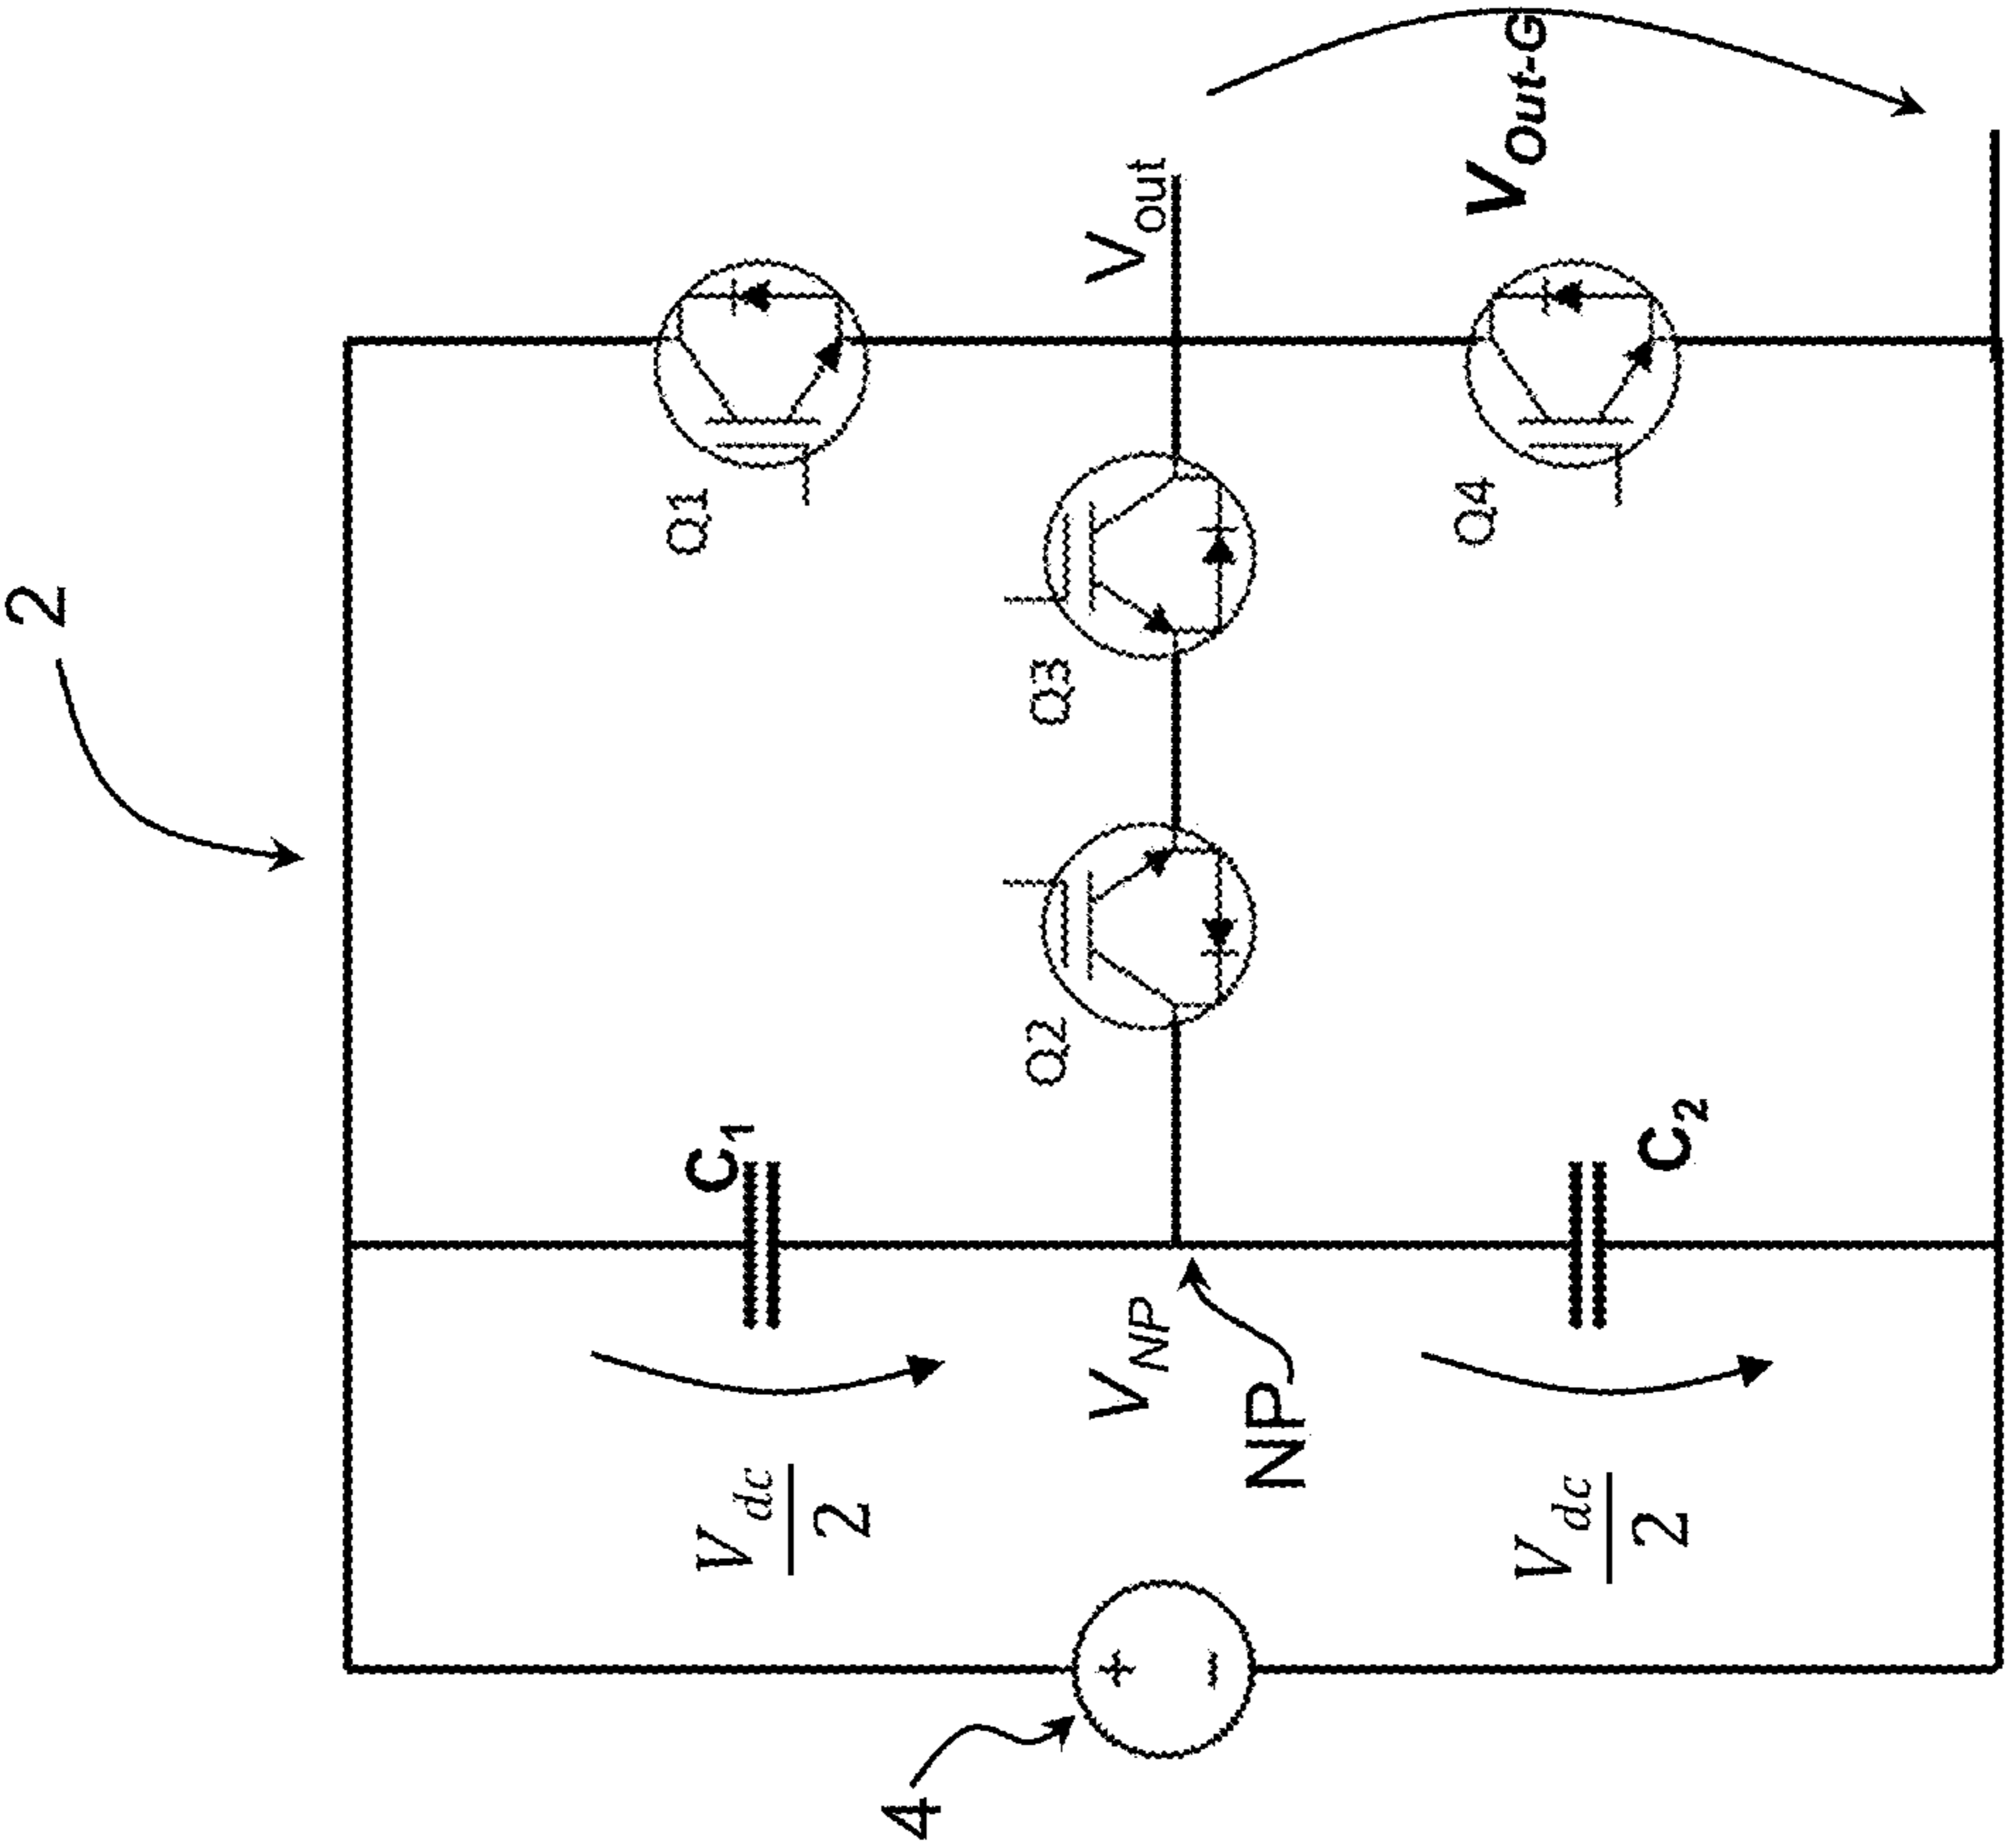 2
4
+
−
V_dc/2
V_dc/2
V_NP
NP
C_1
C_2
Q2
Q3
Q1
Q4
V_out
V_Out-G